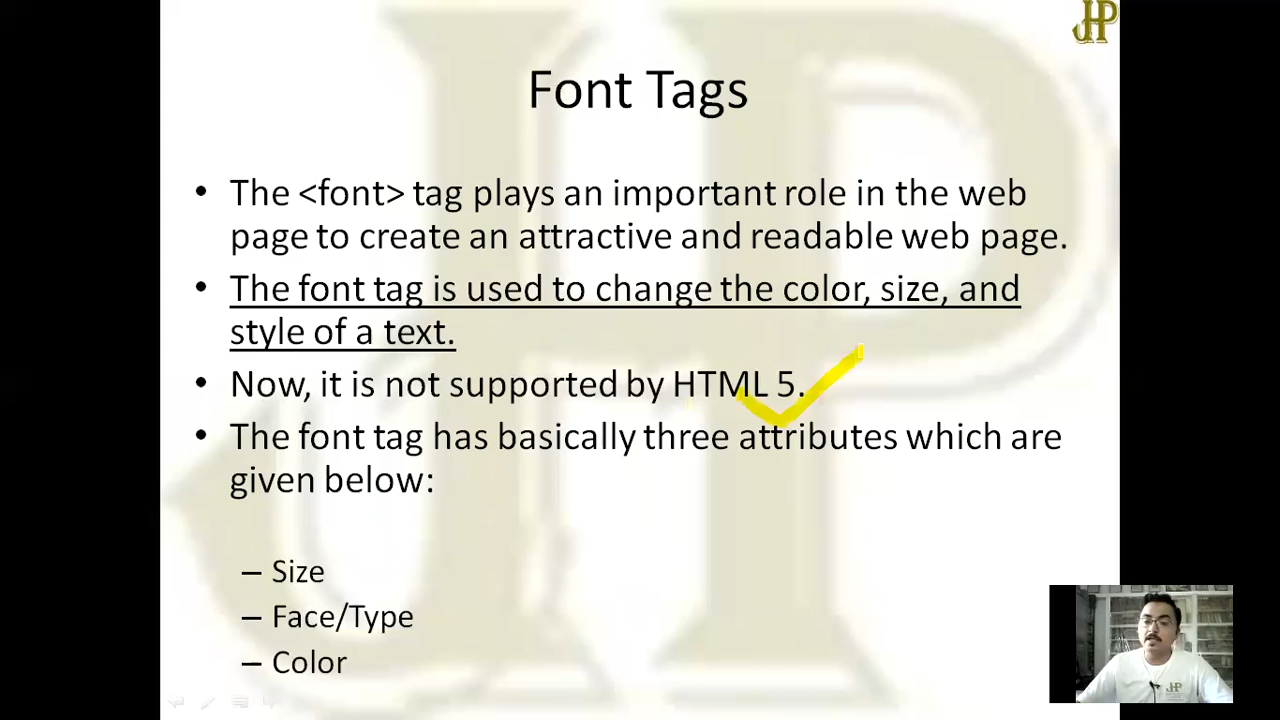 JHP
Font Tags
• The <font> tag plays an important role in the web
page to create an attractive and readable web page.
• The font tag is used to change the color, size, and
style of a text.
• Now, it is not supported by HTML 5.
• The font tag has basically three attributes which are
given below:
– Size
– Face/Type
– Color
JHP